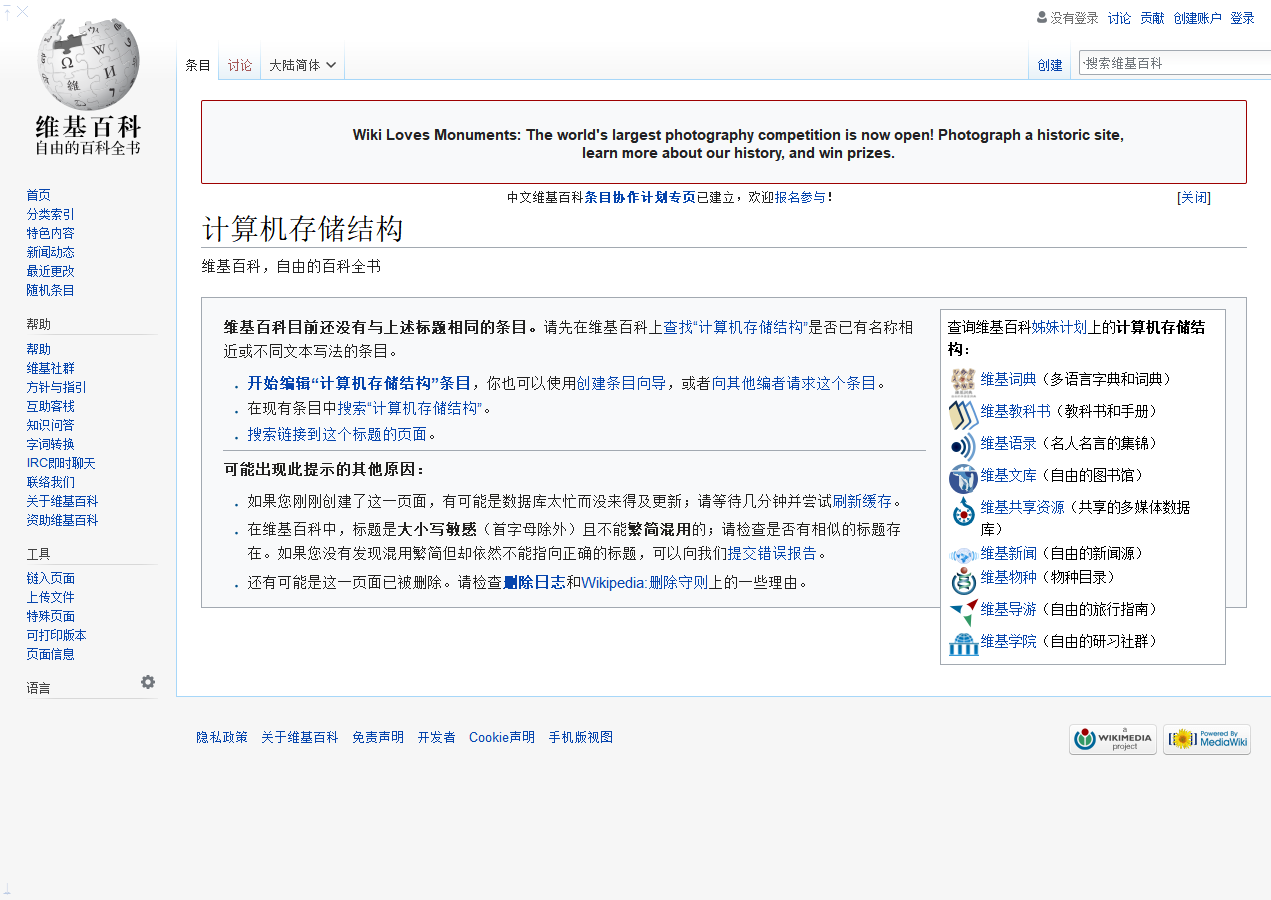 没有登录 讨论 贡献 创建账户 登录
条目 讨论 大陆简体 创建 搜索维基百科
维基百科
自由的百科全书
Wiki Loves Monuments: The world's largest photography competition is now open! Photograph a historic site,
learn more about our history, and win prizes.
中文维基百科条目协作计划专页已建立，欢迎报名参与！ [关闭]
计算机存储结构
维基百科，自由的百科全书
首页
分类索引
特色内容
新闻动态
最近更改
随机条目
帮助
帮助
维基社群
方针与指引
互助客栈
知识问答
字词转换
IRC即时聊天
联络我们
关于维基百科
资助维基百科
工具
链入页面
上传文件
特殊页面
可打印版本
页面信息
语言
维基百科目前还没有与上述标题相同的条目。请先在维基百科上查找“计算机存储结构”是否已有名称相
近或不同文本写法的条目。
开始编辑“计算机存储结构”条目，你也可以使用创建条目向导，或者向其他编者请求这个条目。
在现有条目中搜索“计算机存储结构”。
搜索链接到这个标题的页面。
可能出现此提示的其他原因：
如果您刚刚创建了这一页面，有可能是数据库太忙而没来得及更新；请等待几分钟并尝试刷新缓存。
在维基百科中，标题是大小写敏感（首字母除外）且不能繁简混用的；请检查是否有相似的标题存
在。如果您没有发现混用繁简但却依然不能指向正确的标题，可以向我们提交错误报告。
还有可能是这一页面已被删除。请检查删除日志和Wikipedia:删除守则上的一些理由。
查询维基百科姊妹计划上的计算机存储结
构：
维基词典（多语言字典和词典）
维基教科书（教科书和手册）
维基语录（名人名言的集锦）
维基文库（自由的图书馆）
维基共享资源（共享的多媒体数据
库）
维基新闻（自由的新闻源）
维基物种（物种目录）
维基导游（自由的旅行指南）
维基学院（自由的研习社群）
隐私政策 关于维基百科 免责声明 开发者 Cookie声明 手机版视图
a
WIKIMEDIA
project
Powered By
MediaWiki